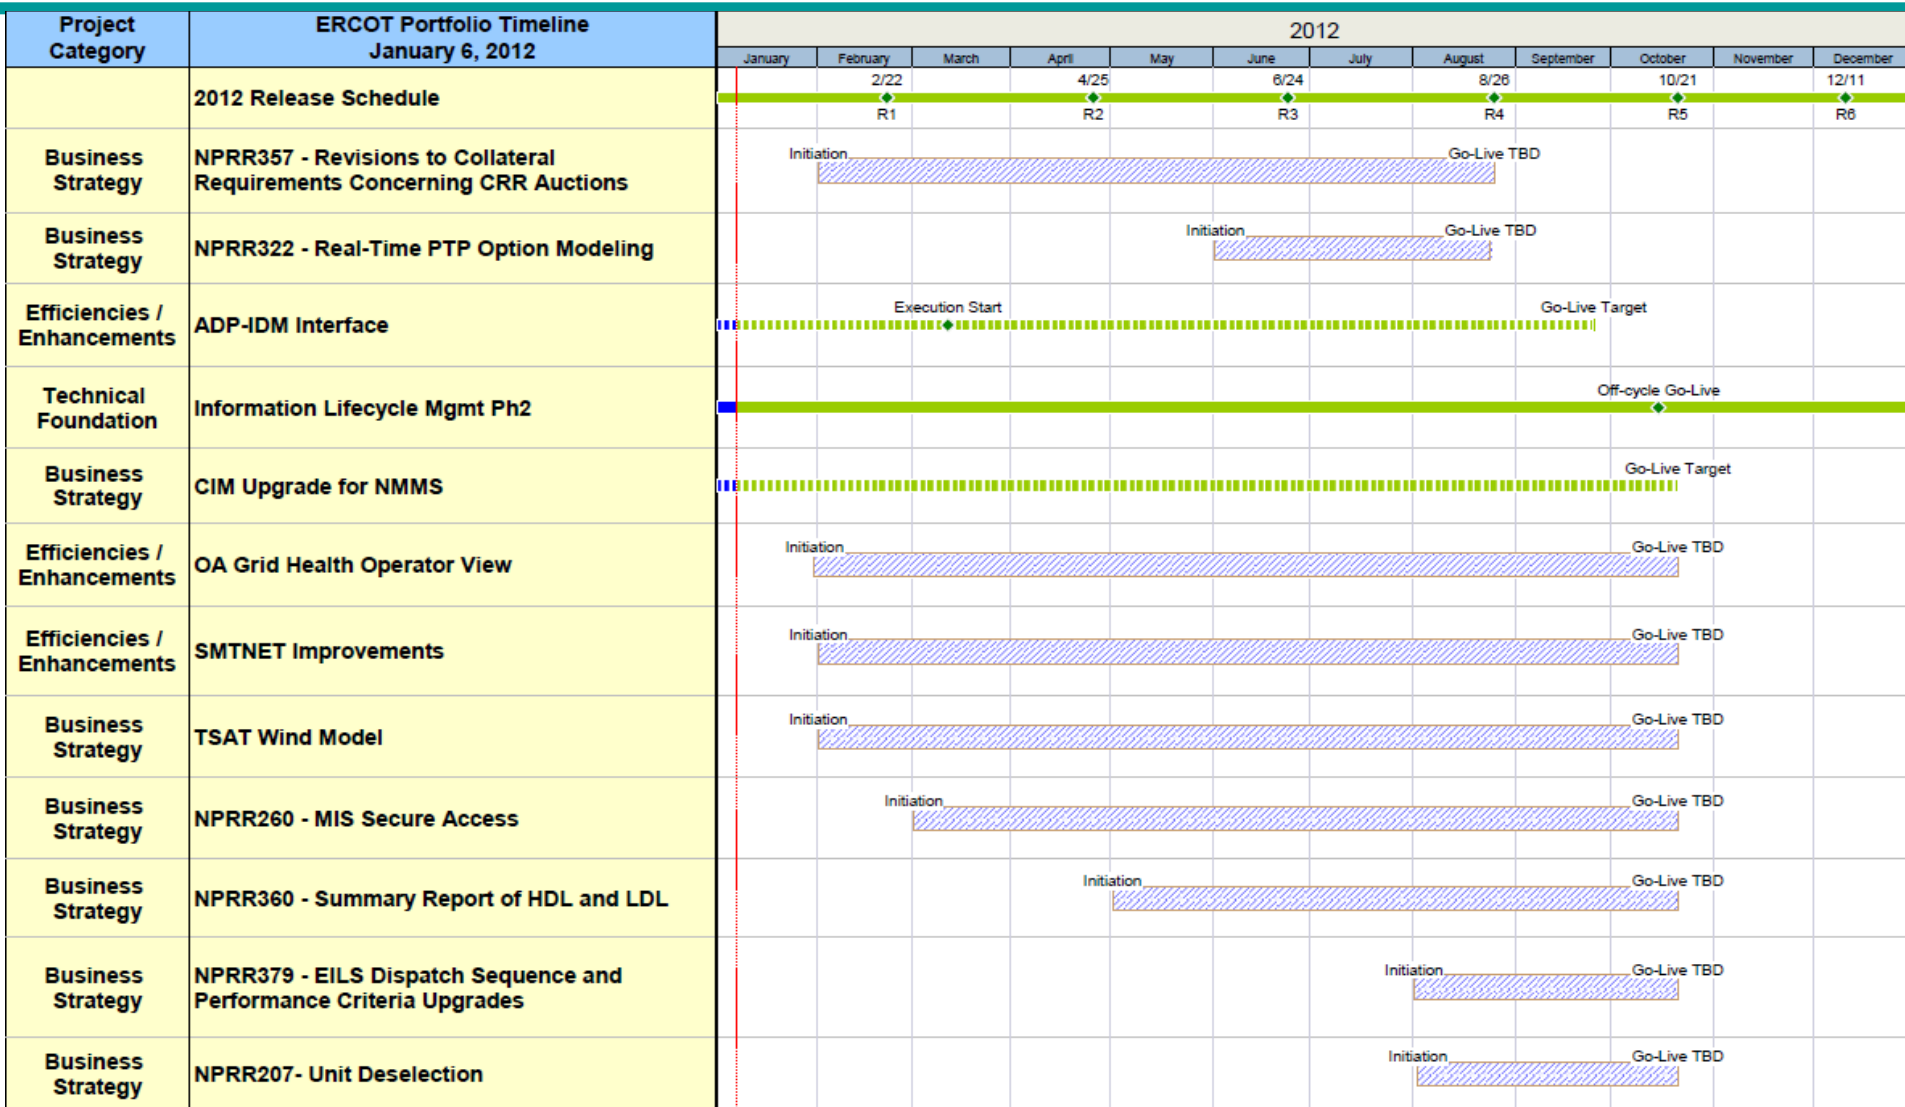 Project
Category
ERCOT Portfolio Timeline
January 6, 2012
2012
January February March April May June July August September October November December
2012 Release Schedule
2/22 4/25 6/24 8/26 10/21 12/11
R1 R2 R3 R4 R5 R6
Business
Strategy
NPRR357 - Revisions to Collateral
Requirements Concerning CRR Auctions
Initiation Go-Live TBD
Business
Strategy
NPRR322 - Real-Time PTP Option Modeling
Initiation Go-Live TBD
Efficiencies /
Enhancements
ADP-IDM Interface
Execution Start Go-Live Target
Technical
Foundation
Information Lifecycle Mgmt Ph2
Off-cycle Go-Live
Business
Strategy
CIM Upgrade for NMMS
Go-Live Target
Efficiencies /
Enhancements
OA Grid Health Operator View
Initiation Go-Live TBD
Efficiencies /
Enhancements
SMTNET Improvements
Initiation Go-Live TBD
Business
Strategy
TSAT Wind Model
Initiation Go-Live TBD
Business
Strategy
NPRR260 - MIS Secure Access
Initiation Go-Live TBD
Business
Strategy
NPRR360 - Summary Report of HDL and LDL
Initiation Go-Live TBD
Business
Strategy
NPRR379 - EILS Dispatch Sequence and
Performance Criteria Upgrades
Initiation Go-Live TBD
Business
Strategy
NPRR207- Unit Deselection
Initiation Go-Live TBD